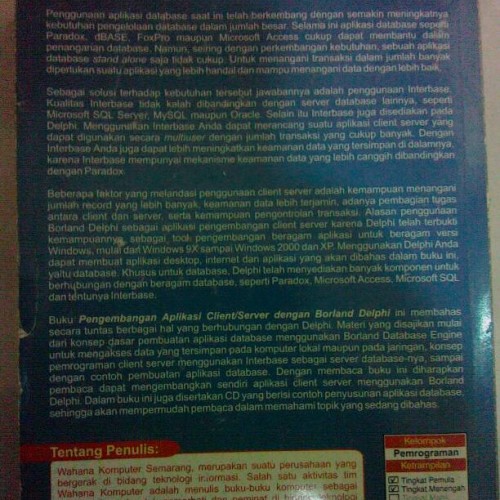 Penggunaan aplikasi database saat ini telah berkembang dengan semakin meningkatnya
kebutuhan pengelolaan database dalam jumlah besar. Selama ini aplikasi database seperti
Paradox, dBASE, FoxPro maupun Microsoft Access cukup dapat membantu dalam
penanganan database. Namun, seiring dengan perkembangan kebutuhan, sebuah aplikasi
database stand alone saja tidak cukup. Untuk menangani transaksi dalam jumlah banyak
diperlukan suatu aplikasi yang lebih handal dan mampu menangani data dengan lebih baik.
Sebagai solusi terhadap kebutuhan tersebut jawabannya adalah penggunaan Interbase.
Kualitas Interbase tidak kalah dibandingkan dengan server database lainnya, seperti
Microsoft SQL Server, MySQL maupun Oracle. Selain itu Interbase juga disediakan pada
Delphi. Menggunakan Interbase Anda dapat merancang suatu aplikasi client server yang
dapat digunakan secara multiuser dengan jumlah transaksi yang cukup banyak. Dengan
Interbase Anda juga dapat lebih meningkatkan keamanan data yang tersimpan di dalamnya,
karena Interbase mempunyai mekanisme keamanan data yang lebih canggih dibandingkan
dengan Paradox.
Beberapa faktor yang melandasi penggunaan client server adalah kemampuan menangani
jumlah record yang lebih banyak, keamanan data lebih terjamin, adanya pembagian tugas
antara client dan server, serta kemampuan pengontrolan transaksi. Alasan penggunaan
Borland Delphi sebagai aplikasi pengembangan client server karena Delphi telah terbukti
kemampuannya sebagai tool pengembangan beragam aplikasi untuk beragam versi
Windows, mulai dari Windows 9X sampai Windows 2000 dan XP. Menggunakan Delphi Anda
dapat membuat aplikasi desktop, internet dan aplikasi yang akan dibahas dalam buku ini,
yaitu database. Khusus untuk database, Delphi telah menyediakan banyak komponen untuk
berhubungan dengan beragam database, seperti Paradox, Microsoft Access, Microsoft SQL
dan tentunya Interbase.
Buku Pengembangan Aplikasi Client/Server dengan Borland Delphi ini membahas
secara tuntas berbagai hal yang berhubungan dengan Delphi. Materi yang disajikan mulai
dari konsep dasar pembuatan aplikasi database menggunakan Borland Database Engine
untuk mengakses data yang tersimpan pada komputer lokal maupun pada jaringan, konsep
pemrograman client server menggunakan Interbase sebagai server database-nya, sampai
dengan contoh pembuatan aplikasi database. Dengan membaca buku ini diharapkan
pembaca dapat mengembangkan sendiri aplikasi client server menggunakan Borland
Delphi. Dalam buku ini juga disertakan CD yang berisi contoh penyusunan aplikasi database,
sehingga akan mempermudah pembaca dalam memahami topik yang sedang dibahas.
Tentang Penulis:
Wahana Komputer Semarang, merupakan suatu perusahaan yang
bergerak di bidang teknologi informasi. Salah satu aktivitas tim
Wahana Komputer adalah menulis buku-buku komputer sebagai
Kelompok
Pemrograman
Ketrampilan
Tingkat Pemula
Tingkat Menengah